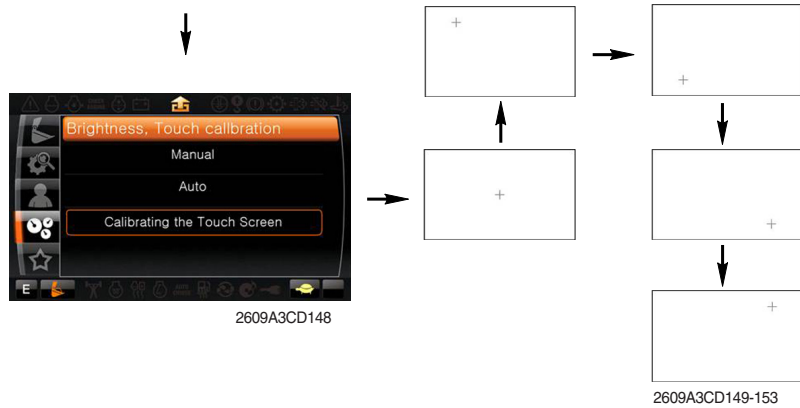 Brightness, Touch callbration
Manual
Auto
Calibrating the Touch Screen
E
2609A3CD148
2609A3CD149-153